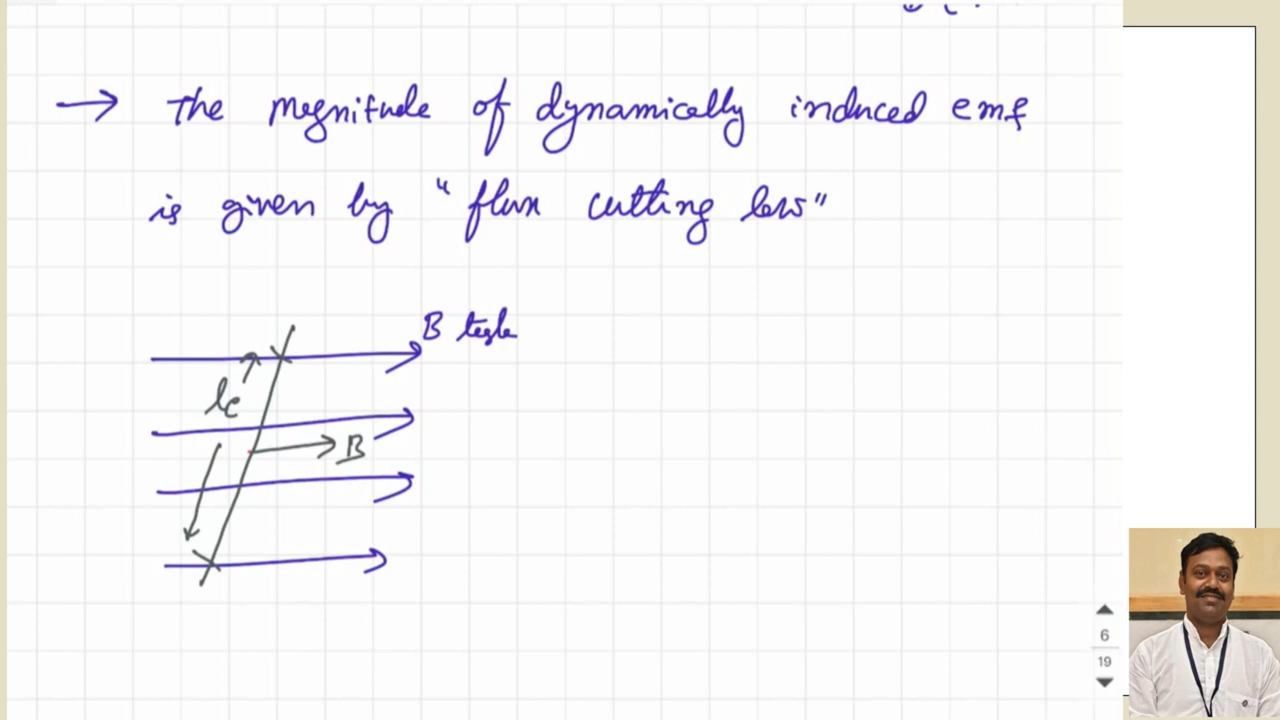 → The magnitude of dynamically induced emf
is given by "flux cutting law"
B tesla
lc
B
6
19